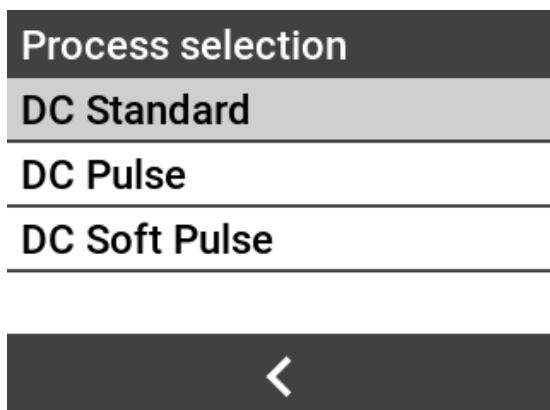 Process selection
DC Standard
DC Pulse
DC Soft Pulse